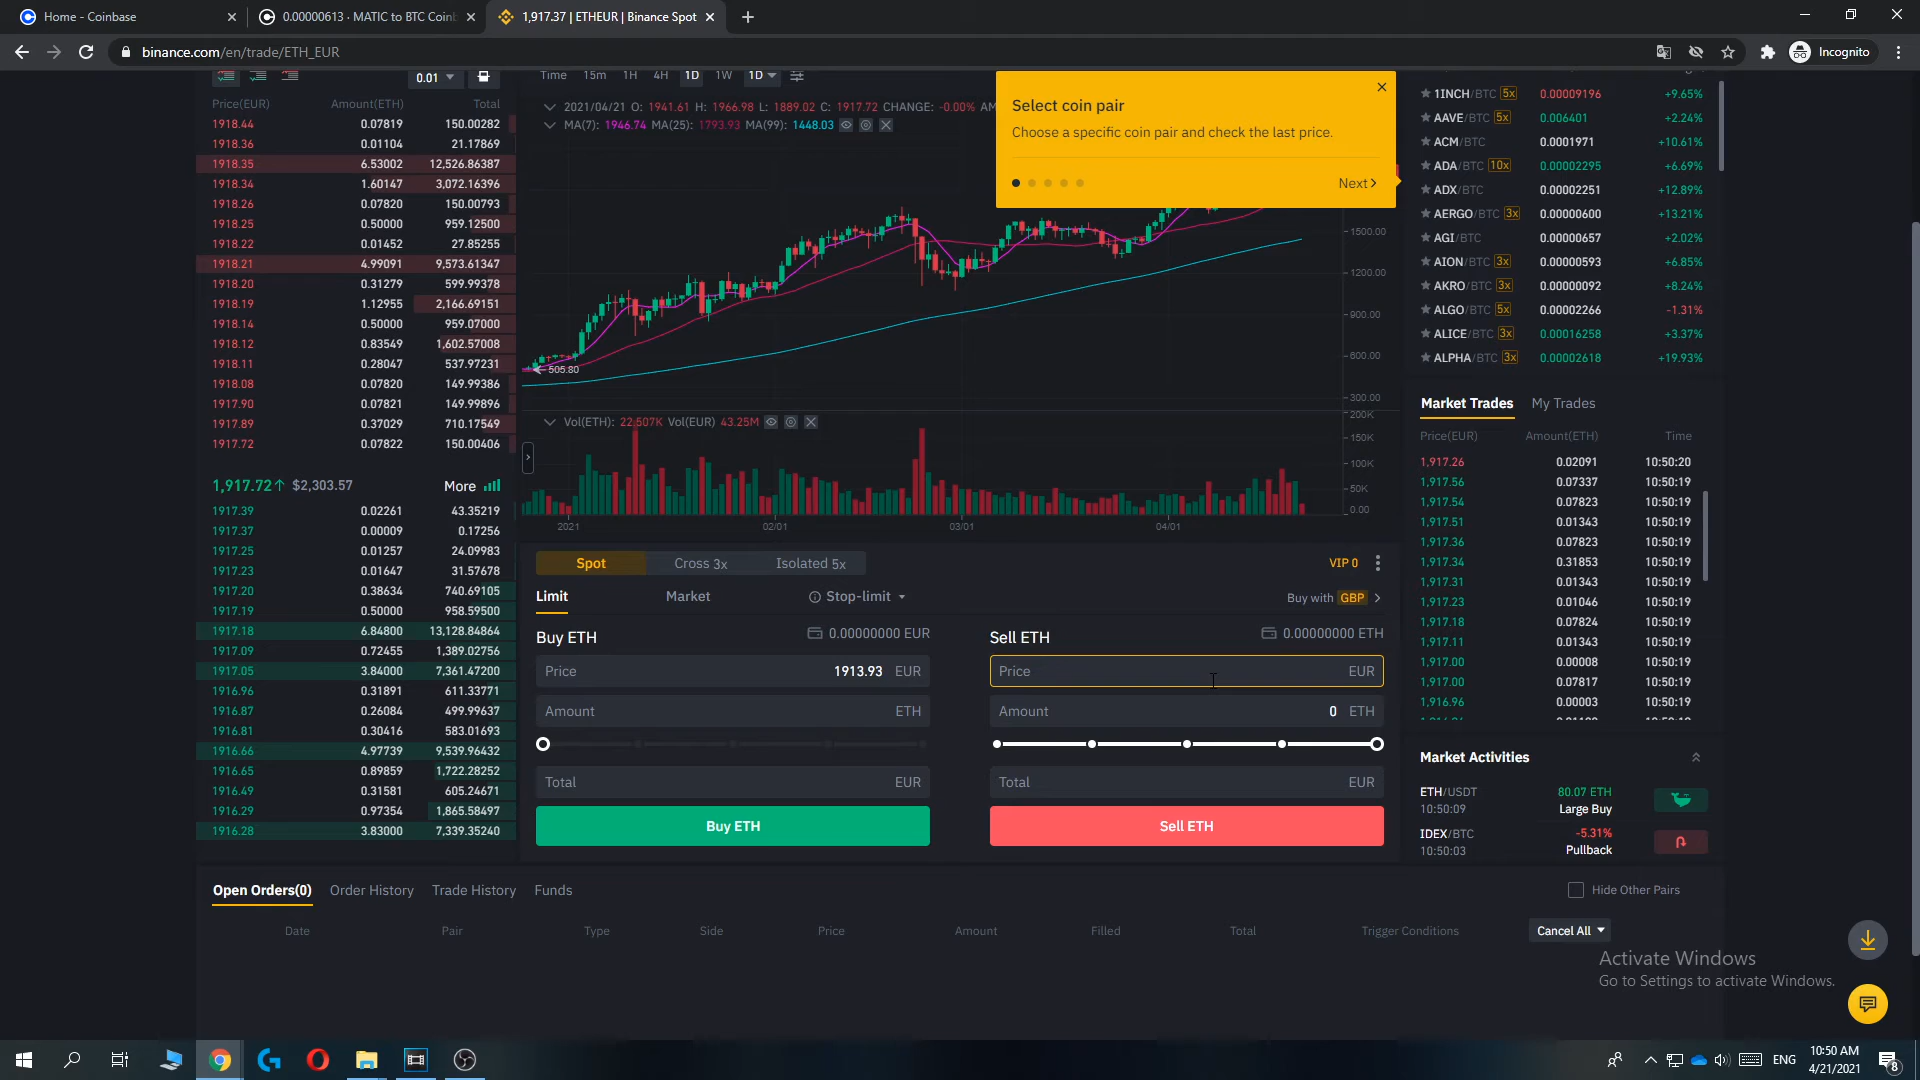 Home - Coinbase
0.00000613 · MATIC to BTC Coinb
1,917.37 | ETHEUR | Binance Spot
binance.com/en/trade/ETH_EUR
Incognito
0.01
Price(EUR) Amount(ETH) Total
1918.44 0.07819 150.00282
1918.36 0.01104 21.17869
1918.35 6.53002 12,526.86387
1918.34 1.60147 3,072.16396
1918.26 0.07820 150.00793
1918.25 0.50000 959.12500
1918.22 0.01452 27.85255
1918.21 4.99091 9,573.61347
1918.20 0.31279 599.99378
1918.19 1.12955 2,166.69151
1918.14 0.50000 959.07000
1918.12 0.83549 1,602.57008
1918.11 0.28047 537.97231
1918.08 0.07820 149.99386
1917.90 0.07821 149.99896
1917.89 0.37029 710.17549
1917.72 0.07822 150.00406
1,917.72↑ $2,303.57 More
1917.39 0.02261 43.35219
1917.37 0.00009 0.17256
1917.25 0.01257 24.09983
1917.23 0.01647 31.57678
1917.20 0.38634 740.69105
1917.19 0.50000 958.59500
1917.18 6.84800 13,128.84864
1917.09 0.72455 1,389.02756
1917.05 3.84000 7,361.47200
1916.96 0.31891 611.33771
1916.87 0.26084 499.99637
1916.81 0.30416 583.01693
1916.66 4.97739 9,539.96432
1916.65 0.89859 1,722.28252
1916.49 0.31581 605.24671
1916.29 0.97354 1,865.58497
1916.28 3.83000 7,339.35240
Time 15m 1H 4H 1D 1W 1D
2021/04/21 O: 1941.61 H: 1966.98 L: 1889.02 C: 1917.72 CHANGE: -0.00% AM
MA(7): 1946.74 MA(25): 1793.93 MA(99): 1448.03
Select coin pair
Choose a specific coin pair and check the last price.
Next
1500.00
1200.00
900.00
600.00
300.00
505.80
Vol(ETH): 22.507K Vol(EUR) 43.25M
200K
150K
100K
50K
0.00
2021 02/01 03/01 04/01
Spot Cross 3x Isolated 5x
VIP 0
Limit Market Stop-limit
Buy with GBP
Buy ETH 0.00000000 EUR
Price 1913.93 EUR
Amount ETH
Total EUR
Buy ETH
Sell ETH 0.00000000 ETH
Price EUR
Amount 0 ETH
Total EUR
Sell ETH
1INCH/BTC 5x 0.00009196 +9.65%
AAVE/BTC 5x 0.006401 +2.24%
ACM/BTC 0.0001971 +10.61%
ADA/BTC 10x 0.00002295 +6.69%
ADX/BTC 0.00002251 +12.89%
AERGO/BTC 3x 0.00000600 +13.21%
AGI/BTC 0.00000657 +2.02%
AION/BTC 3x 0.00000593 +6.85%
AKRO/BTC 3x 0.00000092 +8.24%
ALGO/BTC 5x 0.00002266 -1.31%
ALICE/BTC 3x 0.00016258 +3.37%
ALPHA/BTC 3x 0.00002618 +19.93%
Market Trades My Trades
Price(EUR) Amount(ETH) Time
1,917.26 0.02091 10:50:20
1,917.56 0.07337 10:50:19
1,917.54 0.07823 10:50:19
1,917.51 0.01343 10:50:19
1,917.36 0.07823 10:50:19
1,917.34 0.31853 10:50:19
1,917.31 0.01343 10:50:19
1,917.23 0.01046 10:50:19
1,917.18 0.07824 10:50:19
1,917.11 0.01343 10:50:19
1,917.00 0.00008 10:50:19
1,917.00 0.07817 10:50:19
1,916.96 0.00003 10:50:19
Market Activities
ETH/USDT 80.07 ETH
10:50:09 Large Buy
IDEX/BTC -5.31%
10:50:03 Pullback
Open Orders(0) Order History Trade History Funds
Hide Other Pairs
Date Pair Type Side Price Amount Filled Total Trigger Conditions Cancel All
Activate Windows
Go to Settings to activate Windows.
ENG
10:50 AM
4/21/2021
8